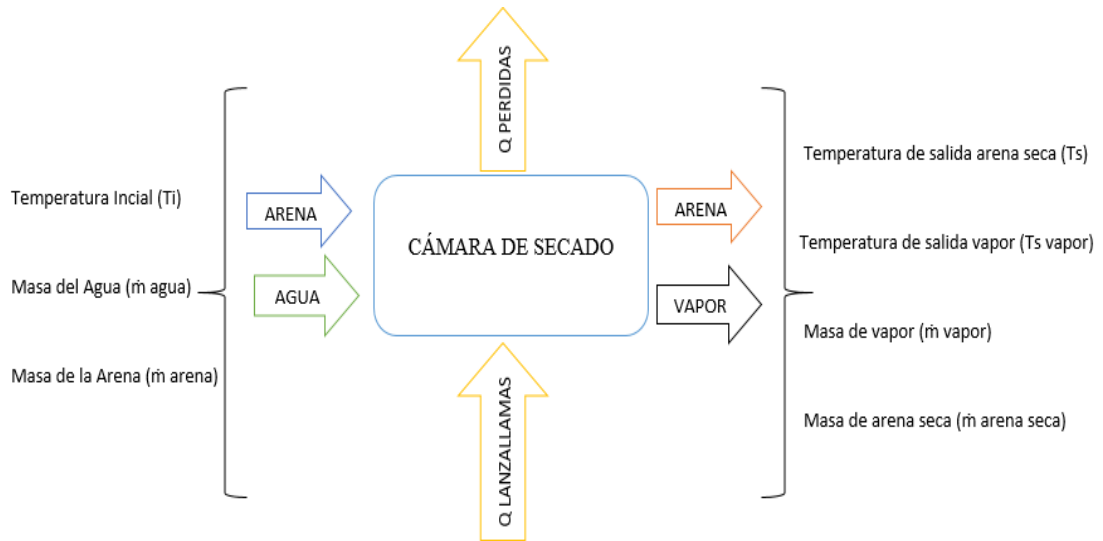 Q PERDIDAS
Temperatura Incial (Ti)
Masa del Agua (ṁ agua)
Masa de la Arena (ṁ arena)
ARENA
AGUA
CÁMARA DE SECADO
ARENA
VAPOR
Temperatura de salida arena seca (Ts)
Temperatura de salida vapor (Ts vapor)
Masa de vapor (ṁ vapor)
Masa de arena seca (ṁ arena seca)
Q LANZALLAMAS